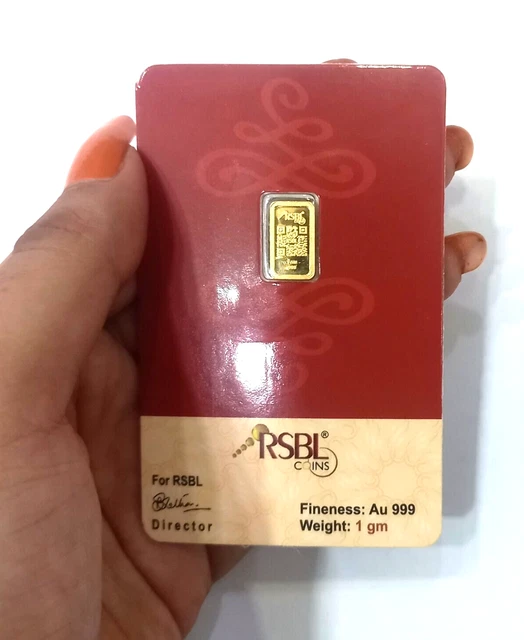 RSBL
RSBL®
COINS
For RSBL
Director
Fineness: Au 999
Weight: 1 gm